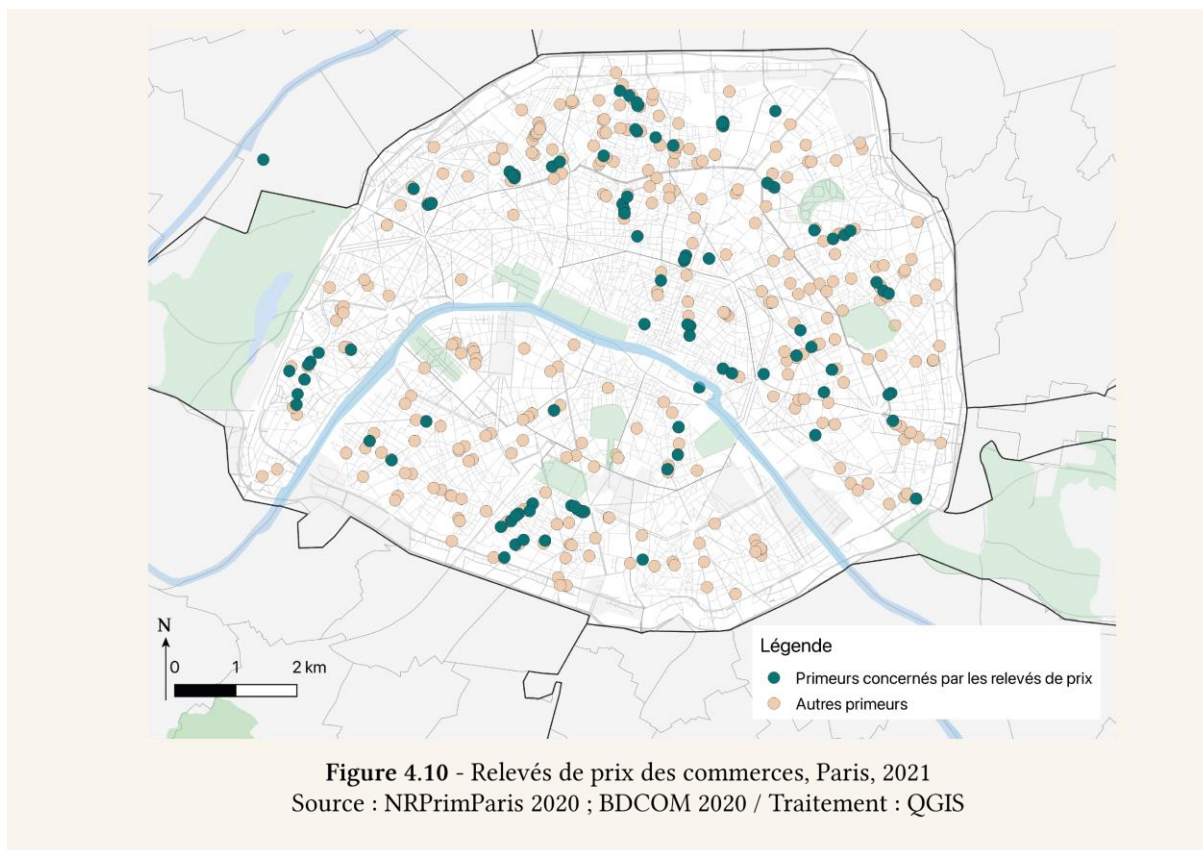 N
0 1 2 km
Légende
Primeurs concernés par les relevés de prix
Autres primeurs
Figure 4.10 - Relevés de prix des commerces, Paris, 2021
Source : NRPrimParis 2020 ; BDCOM 2020 / Traitement : QGIS